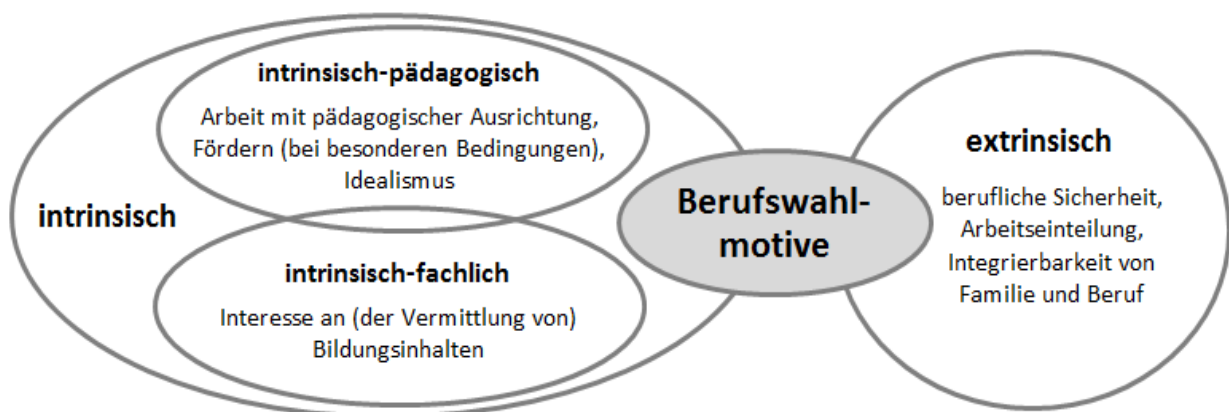 intrinsisch-pädagogisch
Arbeit mit pädagogischer Ausrichtung,
Fördern (bei besonderen Bedingungen),
Idealismus
intrinsisch
intrinsisch-fachlich
Interesse an (der Vermittlung von)
Bildungsinhalten
Berufswahl-
motive
extrinsisch
berufliche Sicherheit,
Arbeitseinteilung,
Integrierbarkeit von
Familie und Beruf